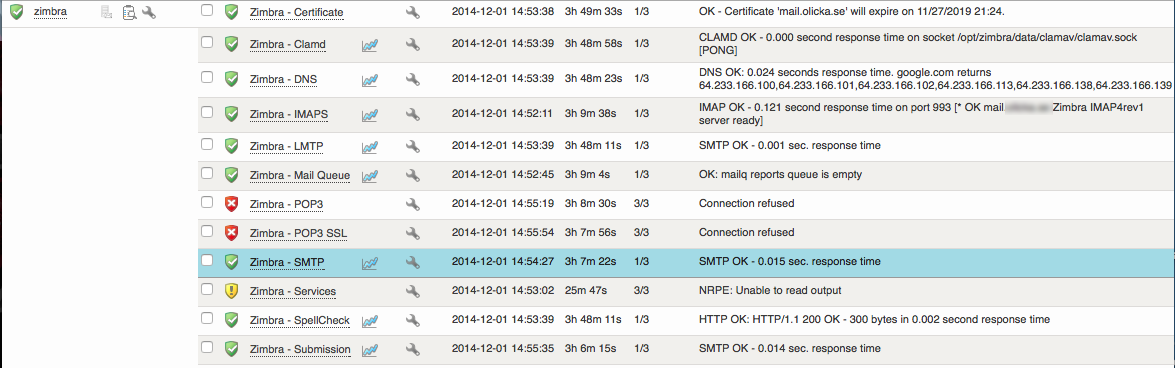 zimbra
Zimbra - Certificate 2014-12-01 14:53:38 3h 49m 33s 1/3 OK - Certificate 'mail.olicka.se' will expire on 11/27/2019 21:24.
Zimbra - Clamd 2014-12-01 14:53:39 3h 48m 58s 1/3 CLAMD OK - 0.000 second response time on socket /opt/zimbra/data/clamav/clamav.sock
[PONG]
Zimbra - DNS 2014-12-01 14:53:39 3h 48m 23s 1/3 DNS OK: 0.024 seconds response time. google.com returns
64.233.166.100,64.233.166.101,64.233.166.102,64.233.166.113,64.233.166.138,64.233.166.139
Zimbra - IMAPS 2014-12-01 14:52:11 3h 9m 38s 1/3 IMAP OK - 0.121 second response time on port 993 [* OK mail Zimbra IMAP4rev1
server ready]
Zimbra - LMTP 2014-12-01 14:53:39 3h 48m 11s 1/3 SMTP OK - 0.001 sec. response time
Zimbra - Mail Queue 2014-12-01 14:52:45 3h 9m 4s 1/3 OK: mailq reports queue is empty
Zimbra - POP3 2014-12-01 14:55:19 3h 8m 30s 3/3 Connection refused
Zimbra - POP3 SSL 2014-12-01 14:55:54 3h 7m 56s 3/3 Connection refused
Zimbra - SMTP 2014-12-01 14:54:27 3h 7m 22s 1/3 SMTP OK - 0.015 sec. response time
Zimbra - Services 2014-12-01 14:53:02 25m 47s 3/3 NRPE: Unable to read output
Zimbra - SpellCheck 2014-12-01 14:53:39 3h 48m 11s 1/3 HTTP OK: HTTP/1.1 200 OK - 300 bytes in 0.002 second response time
Zimbra - Submission 2014-12-01 14:55:35 3h 6m 15s 1/3 SMTP OK - 0.014 sec. response time